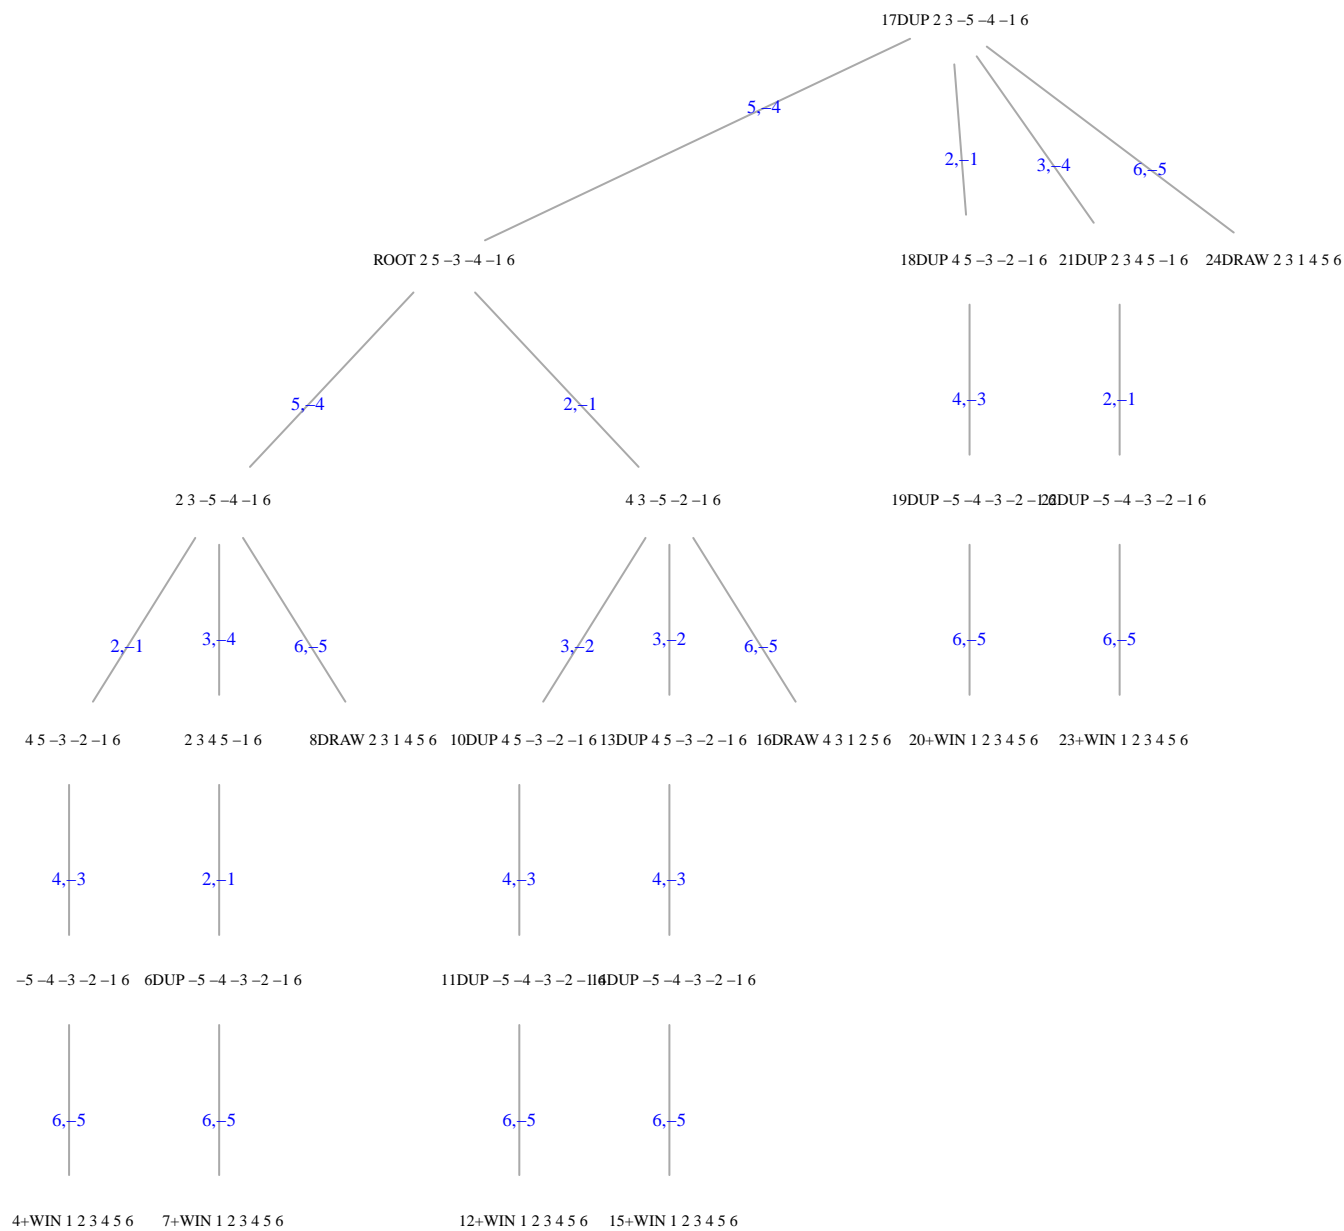 17DUP 2 3 –5 –4 –1 6
5,–4
2,–1
3,–4
6,–5
ROOT 2 5 –3 –4 –1 6
18DUP 4 5 –3 –2 –1 6
21DUP 2 3 4 5 –1 6
24DRAW 2 3 1 4 5 6
5,–4
2,–1
4,–3
2,–1
2 3 –5 –4 –1 6
4 3 –5 –2 –1 6
19DUP –5 –4 –3 –2 –1 6
22DUP –5 –4 –3 –2 –1 6
2,–1
3,–4
6,–5
3,–2
3,–2
6,–5
6,–5
6,–5
4 5 –3 –2 –1 6
2 3 4 5 –1 6
8DRAW 2 3 1 4 5 6
10DUP 4 5 –3 –2 –1 6
13DUP 4 5 –3 –2 –1 6
16DRAW 4 3 1 2 5 6
20+WIN 1 2 3 4 5 6
23+WIN 1 2 3 4 5 6
4,–3
2,–1
4,–3
4,–3
–5 –4 –3 –2 –1 6
6DUP –5 –4 –3 –2 –1 6
11DUP –5 –4 –3 –2 –1 6
14DUP –5 –4 –3 –2 –1 6
6,–5
6,–5
6,–5
6,–5
4+WIN 1 2 3 4 5 6
7+WIN 1 2 3 4 5 6
12+WIN 1 2 3 4 5 6
15+WIN 1 2 3 4 5 6